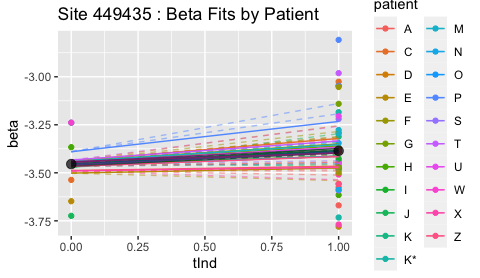 Site 449435 : Beta Fits by Patient
beta
-3.00
-3.25
-3.50
-3.75
0.00 0.25 0.50 0.75 1.00
tInd
patient
A M
C N
D O
E P
F S
G T
H U
I W
J X
K Z
K*